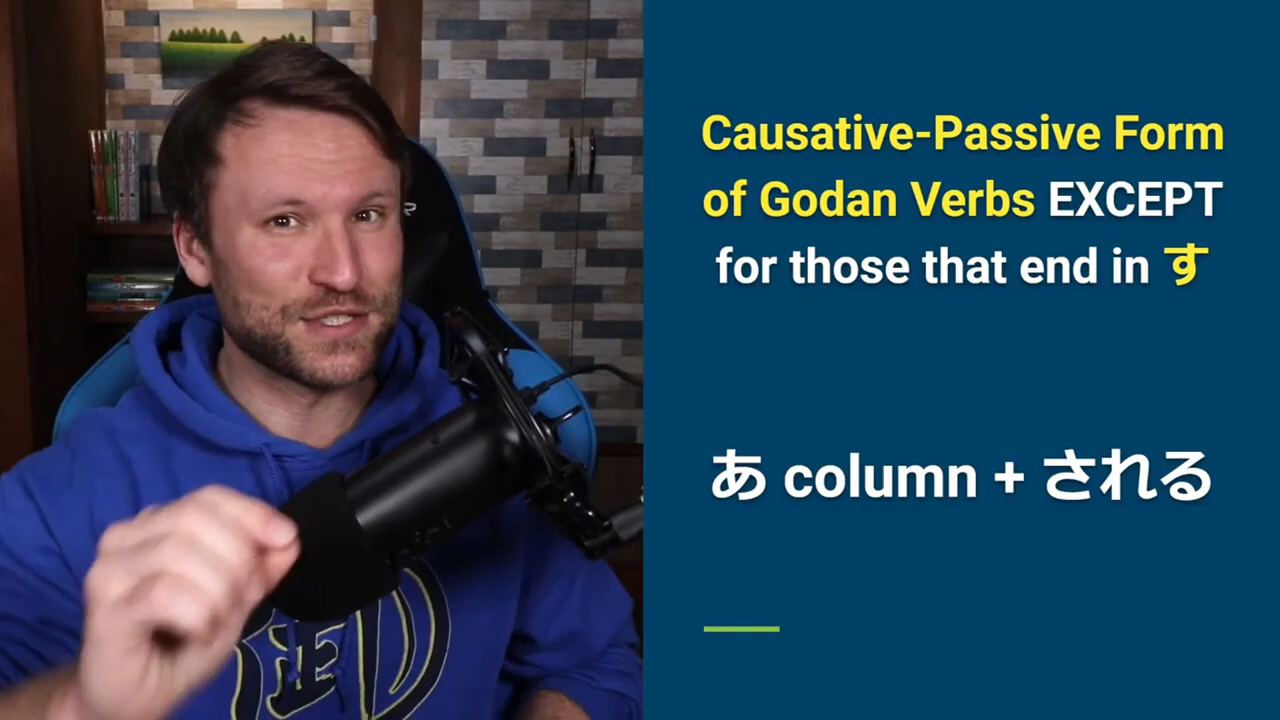 Causative-Passive Form
of Godan Verbs EXCEPT
for those that end in す
あ column + される